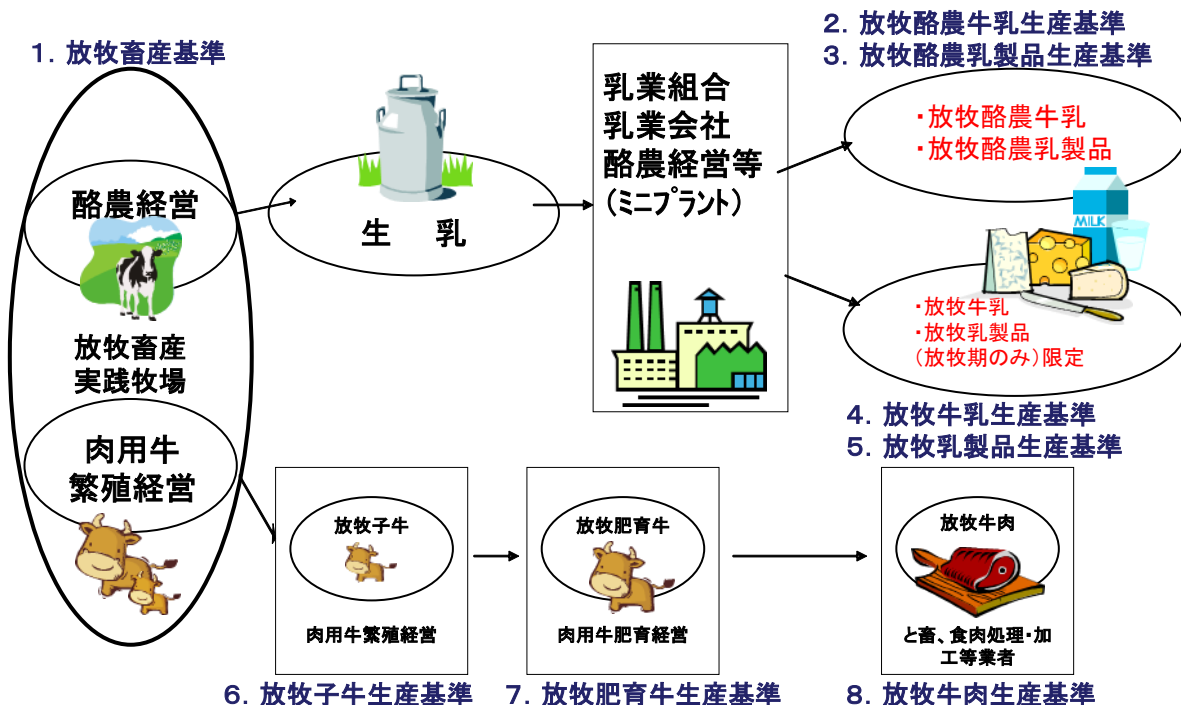 1. 放牧畜産基準
酪農経営
放牧畜産
実践牧場
肉用牛
繁殖経営
生 乳
乳業組合
乳業会社
酪農経営等
(ミニプラント)
2. 放牧酪農牛乳生産基準
3. 放牧酪農乳製品生産基準
・放牧酪農牛乳
・放牧酪農乳製品
MILK
・放牧牛乳
・放牧乳製品
(放牧期のみ)限定
4. 放牧牛乳生産基準
5. 放牧乳製品生産基準
放牧子牛
肉用牛繁殖経営
6. 放牧子牛生産基準
放牧肥育牛
肉用牛肥育経営
7. 放牧肥育牛生産基準
放牧牛肉
と畜、食肉処理・加
工等業者
8. 放牧牛肉生産基準